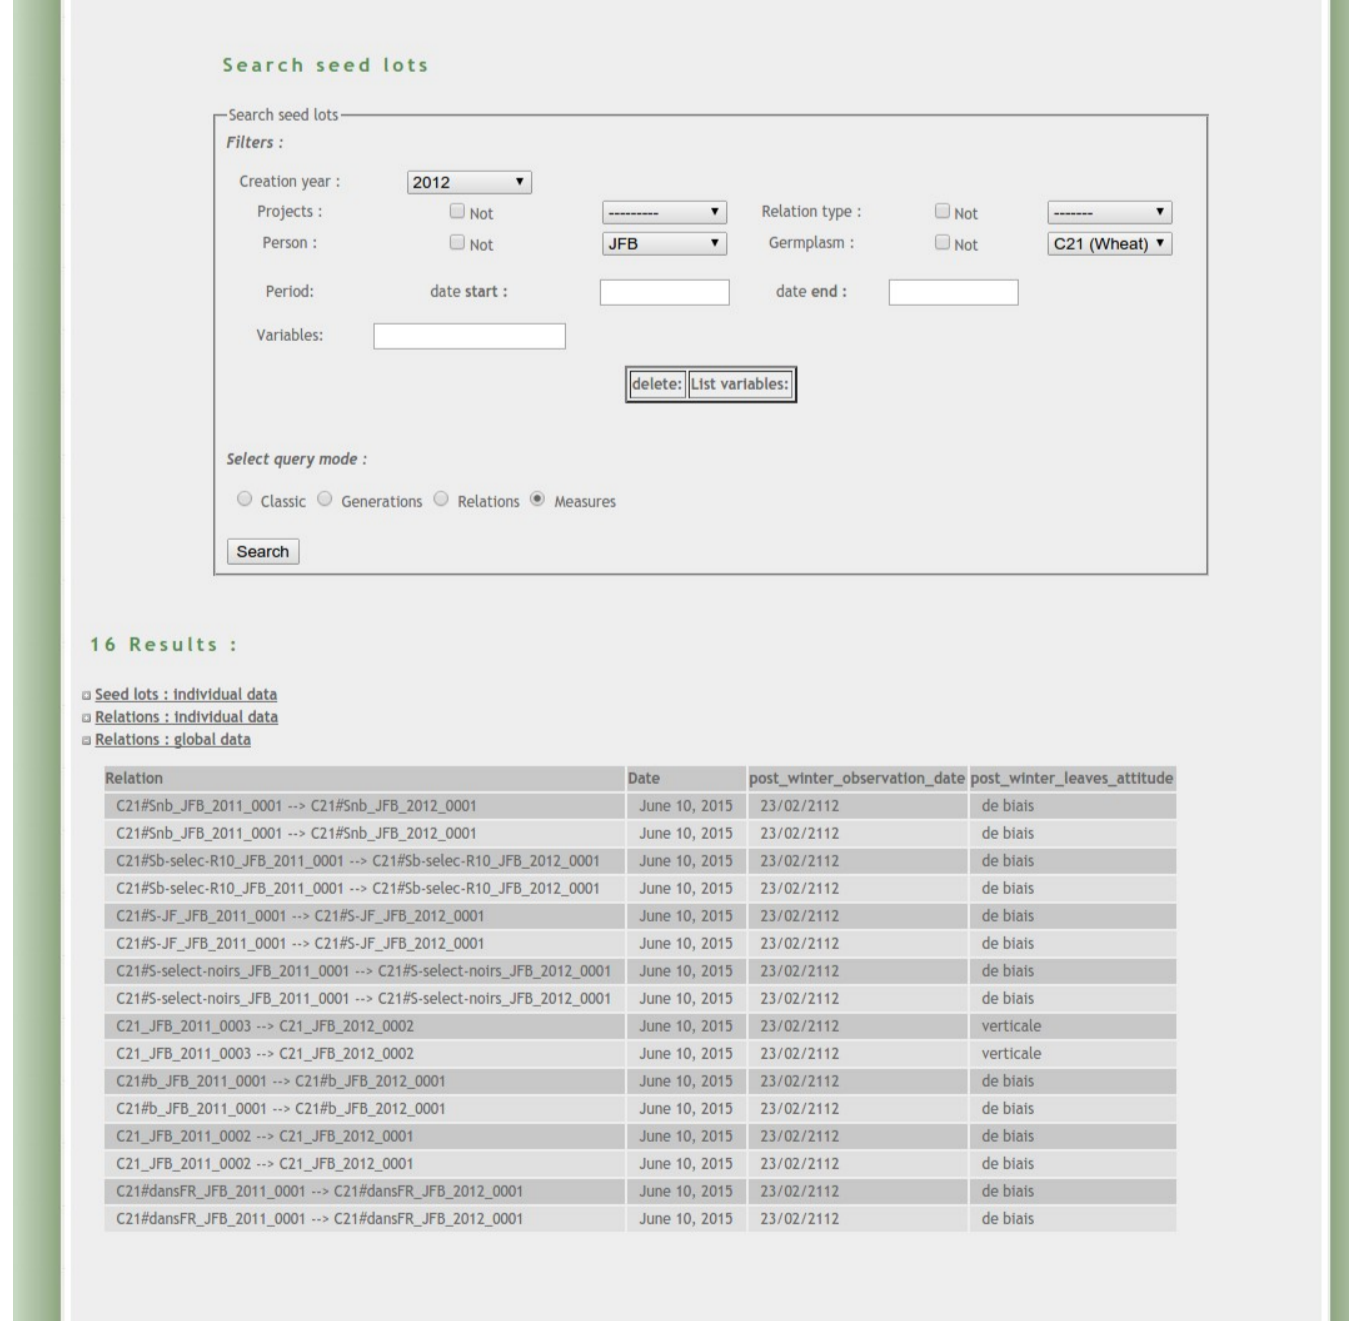 Search seed lots
Search seed lots
Filters :
Creation year : 2012
Projects : Not --------- Relation type : Not -------
Person : Not JFB Germplasm : Not C21 (Wheat)
Period: date start : date end :
Variables:
delete: List variables:
Select query mode :
Classic Generations Relations Measures
Search
16 Results :
Seed lots : individual data
Relations : individual data
Relations : global data
Relation Date post_winter_observation_date post_winter_leaves_attitude
C21#Snb_JFB_2011_0001 --> C21#Snb_JFB_2012_0001 June 10, 2015 23/02/2112 de biais
C21#Snb_JFB_2011_0001 --> C21#Snb_JFB_2012_0001 June 10, 2015 23/02/2112 de biais
C21#Sb-selec-R10_JFB_2011_0001 --> C21#Sb-selec-R10_JFB_2012_0001 June 10, 2015 23/02/2112 de biais
C21#Sb-selec-R10_JFB_2011_0001 --> C21#Sb-selec-R10_JFB_2012_0001 June 10, 2015 23/02/2112 de biais
C21#S-JF_JFB_2011_0001 --> C21#S-JF_JFB_2012_0001 June 10, 2015 23/02/2112 de biais
C21#S-JF_JFB_2011_0001 --> C21#S-JF_JFB_2012_0001 June 10, 2015 23/02/2112 de biais
C21#S-select-noirs_JFB_2011_0001 --> C21#S-select-noirs_JFB_2012_0001 June 10, 2015 23/02/2112 de biais
C21#S-select-noirs_JFB_2011_0001 --> C21#S-select-noirs_JFB_2012_0001 June 10, 2015 23/02/2112 de biais
C21_JFB_2011_0003 --> C21_JFB_2012_0002 June 10, 2015 23/02/2112 verticale
C21_JFB_2011_0003 --> C21_JFB_2012_0002 June 10, 2015 23/02/2112 verticale
C21#b_JFB_2011_0001 --> C21#b_JFB_2012_0001 June 10, 2015 23/02/2112 de biais
C21#b_JFB_2011_0001 --> C21#b_JFB_2012_0001 June 10, 2015 23/02/2112 de biais
C21_JFB_2011_0002 --> C21_JFB_2012_0001 June 10, 2015 23/02/2112 de biais
C21_JFB_2011_0002 --> C21_JFB_2012_0001 June 10, 2015 23/02/2112 de biais
C21#dansFR_JFB_2011_0001 --> C21#dansFR_JFB_2012_0001 June 10, 2015 23/02/2112 de biais
C21#dansFR_JFB_2011_0001 --> C21#dansFR_JFB_2012_0001 June 10, 2015 23/02/2112 de biais